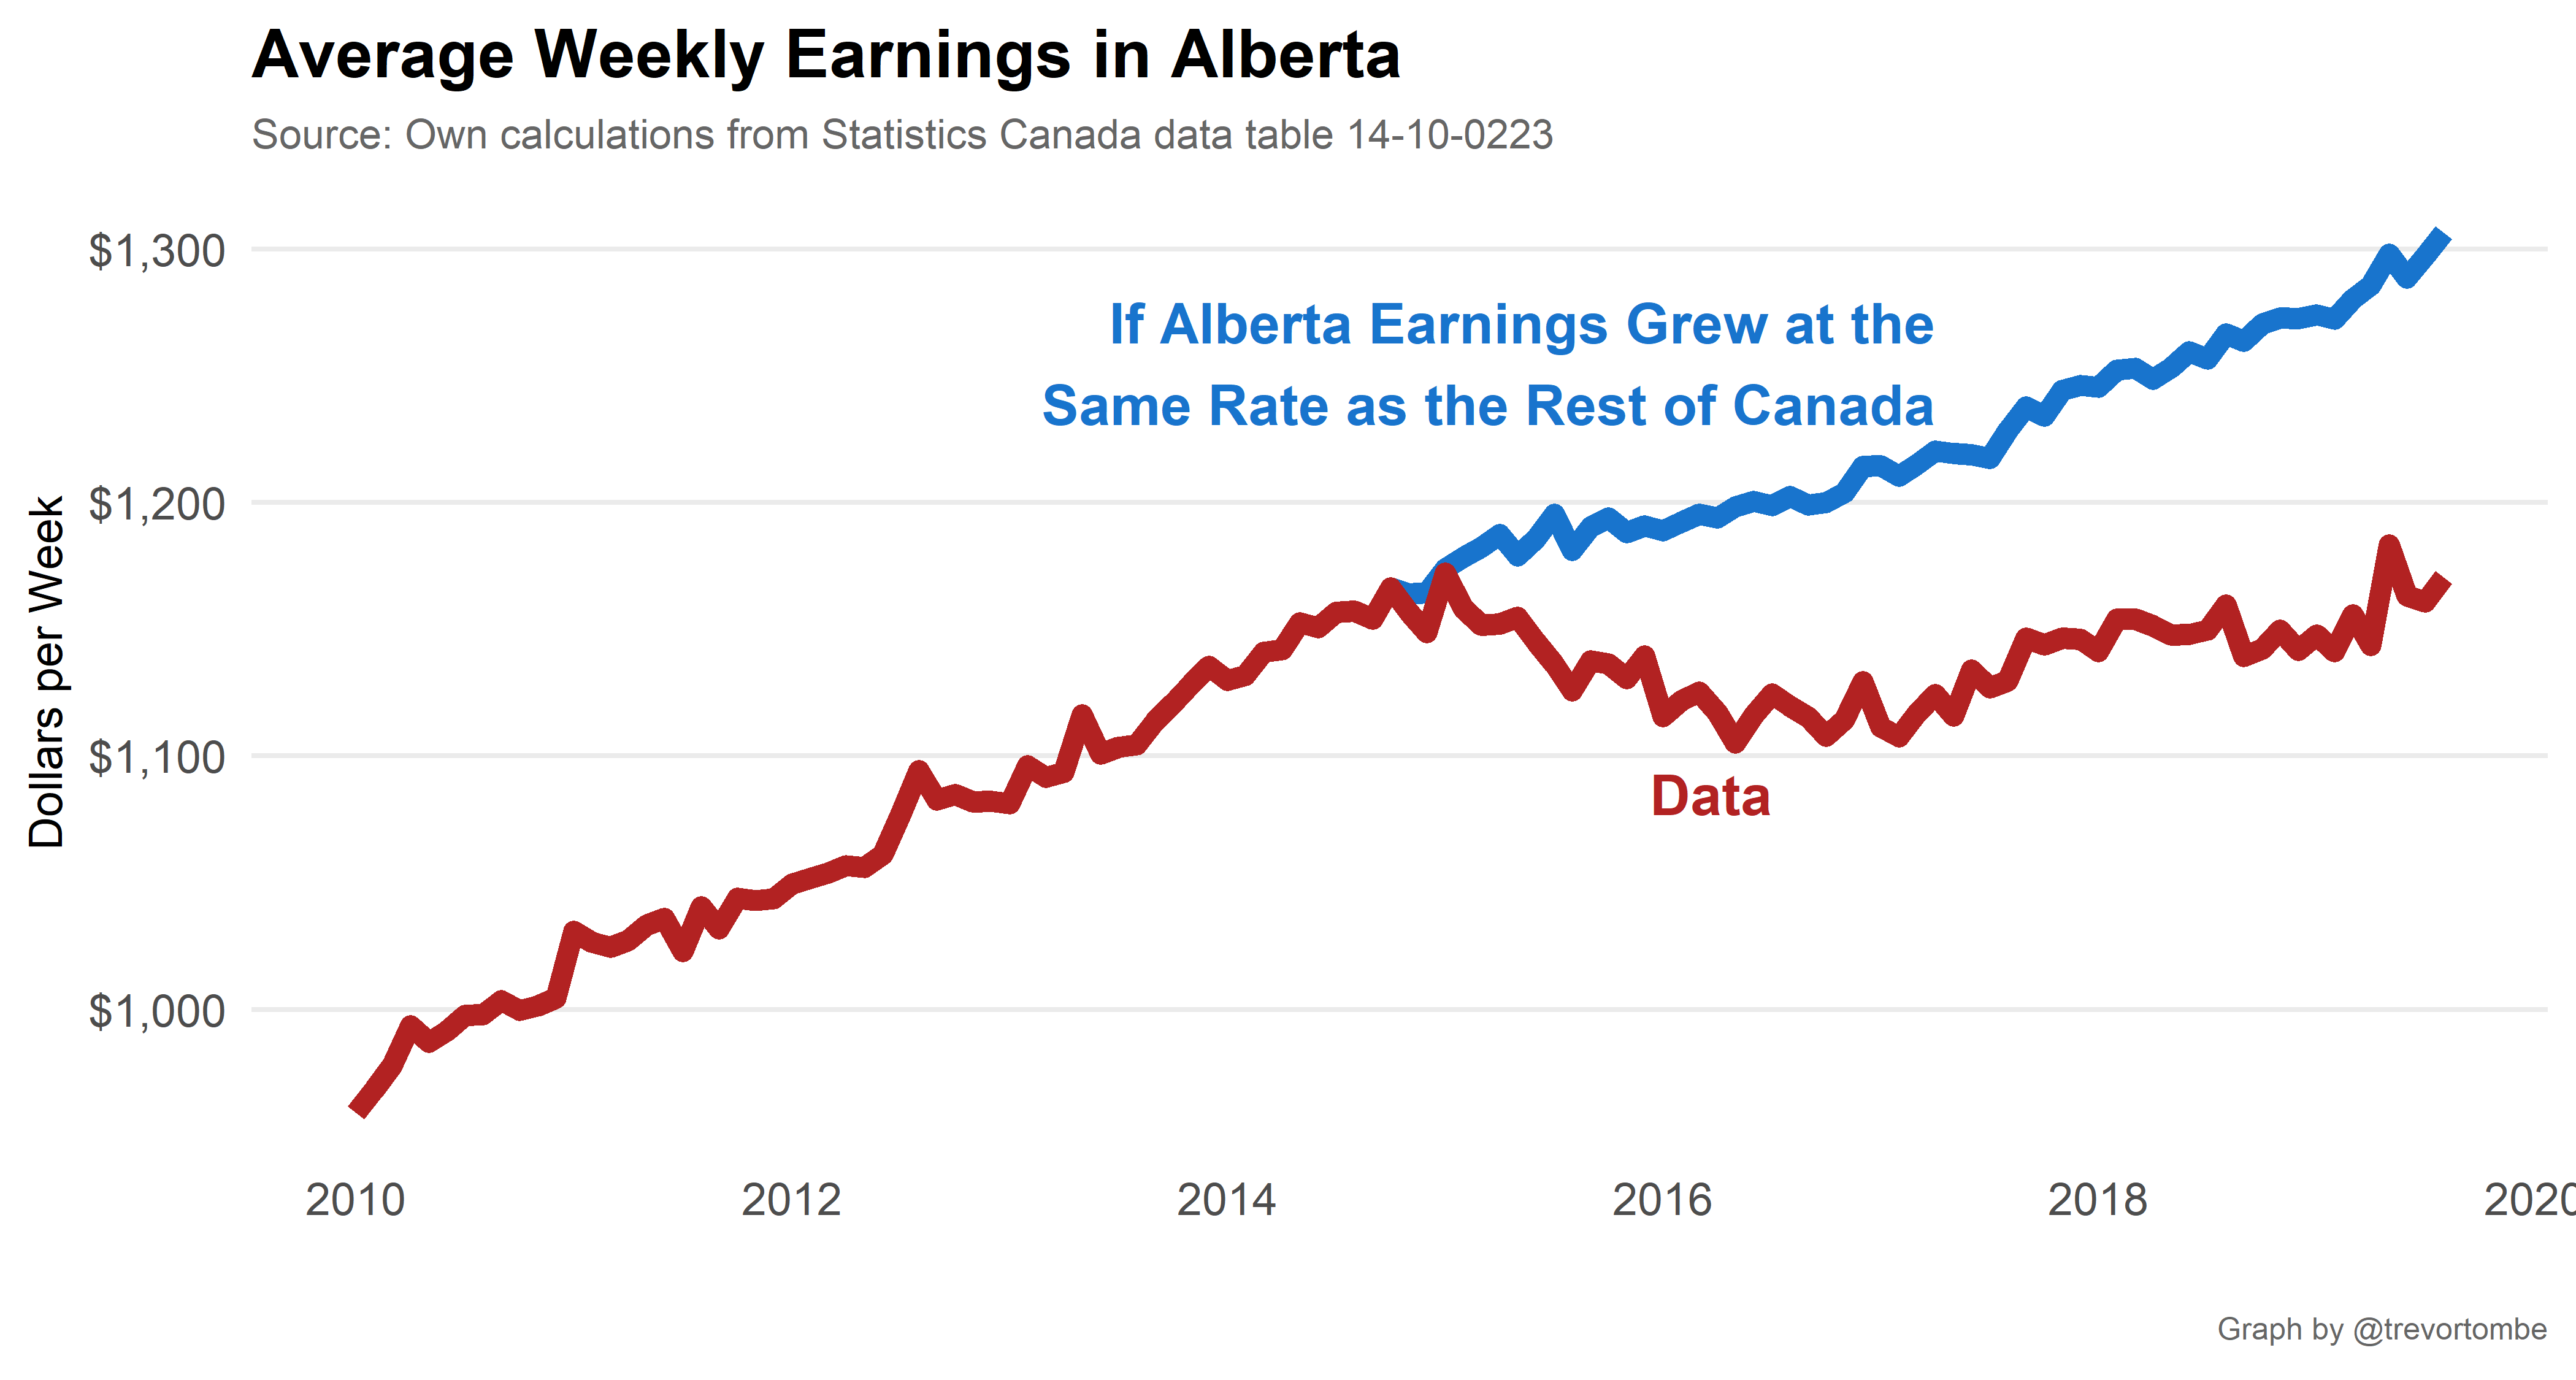 Average Weekly Earnings in Alberta
Source: Own calculations from Statistics Canada data table 14-10-0223
Dollars per Week
$1,300
$1,200
$1,100
$1,000
If Alberta Earnings Grew at the
Same Rate as the Rest of Canada
Data
2010
2012
2014
2016
2018
2020
Graph by @trevortombe